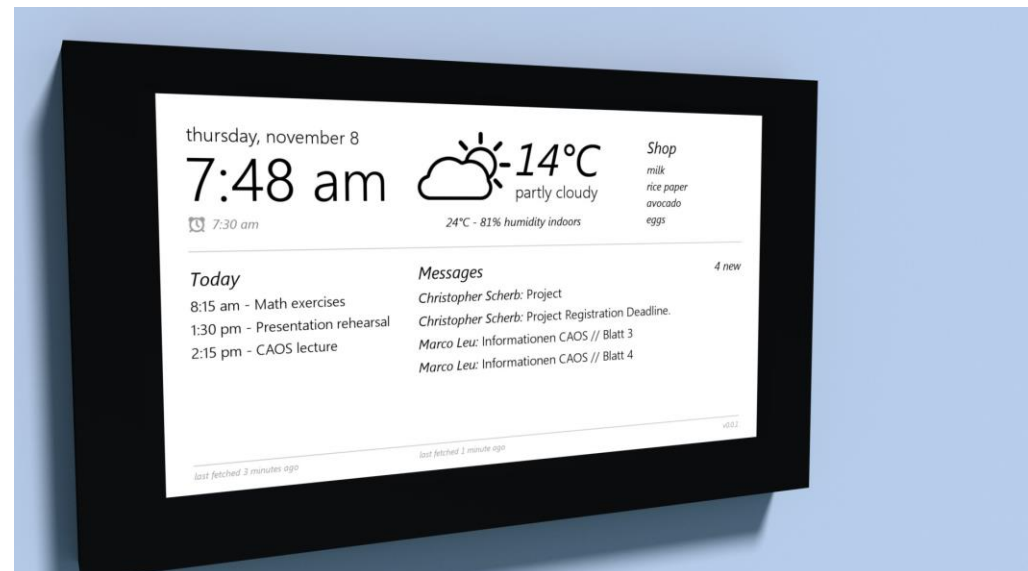 thursday, november 8
7:48 am
7:30 am
-14°C
partly cloudy
24°C - 81% humidity indoors
Shop
milk
rice paper
avocado
eggs
Today
8:15 am - Math exercises
1:30 pm - Presentation rehearsal
2:15 pm - CAOS lecture
Messages
4 new
Christopher Scherb: Project
Christopher Scherb: Project Registration Deadline.
Marco Leu: Informationen CAOS // Blatt 3
Marco Leu: Informationen CAOS // Blatt 4
last fetched 3 minutes ago
last fetched 1 minute ago
v0.0.1